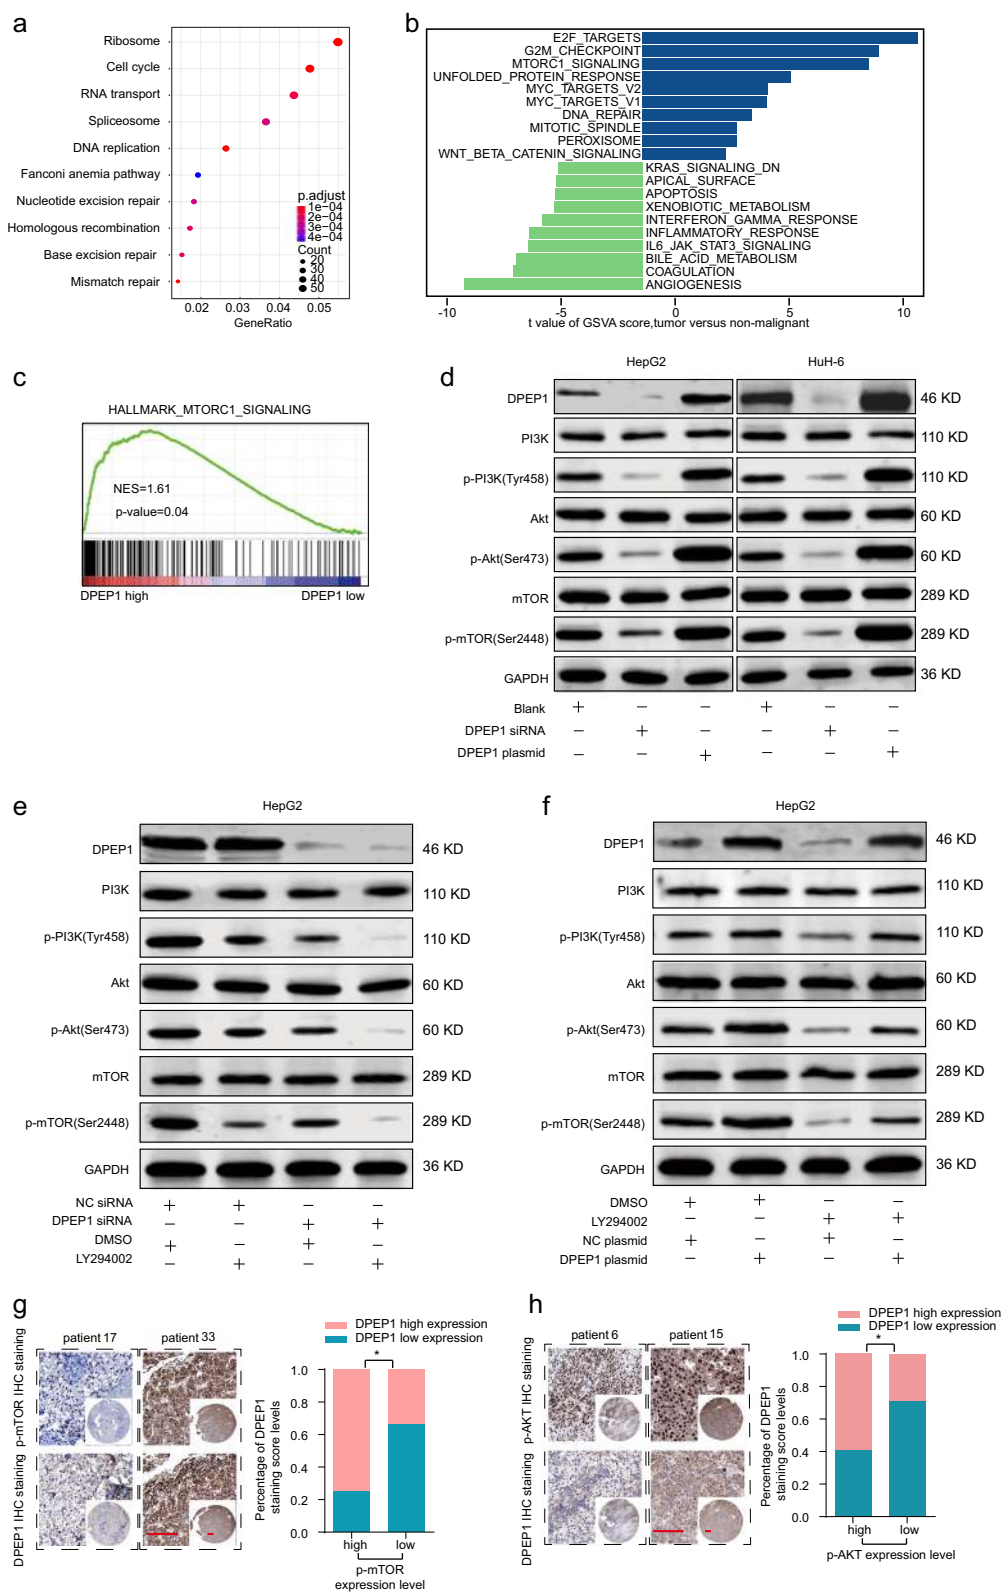 a
Ribosome
Cell cycle
RNA transport
Spliceosome
DNA replication
Fanconi anemia pathway
Nucleotide excision repair
Homologous recombination
Base excision repair
Mismatch repair
p.adjust
1e−04
2e−04
3e−04
4e−04
Count
20
30
40
50
0.02 0.03 0.04 0.05
GeneRatio
b
E2F_TARGETS
G2M_CHECKPOINT
MTORC1_SIGNALING
UNFOLDED_PROTEIN_RESPONSE
MYC_TARGETS_V2
MYC_TARGETS_V1
DNA_REPAIR
MITOTIC_SPINDLE
PEROXISOME
WNT_BETA_CATENIN_SIGNALING
KRAS_SIGNALING_DN
APICAL_SURFACE
APOPTOSIS
XENOBIOTIC_METABOLISM
INTERFERON_GAMMA_RESPONSE
INFLAMMATORY_RESPONSE
IL6_JAK_STAT3_SIGNALING
BILE_ACID_METABOLISM
COAGULATION
ANGIOGENESIS
-10 -5 0 5 10
t value of GSVA score,tumor versus non-malignant
c
HALLMARK_MTORC1_SIGNALING
NES=1.61
p-value=0.04
DPEP1 high DPEP1 low
d
HepG2 HuH-6
DPEP1 46 KD
PI3K 110 KD
p-PI3K(Tyr458) 110 KD
Akt 60 KD
p-Akt(Ser473) 60 KD
mTOR 289 KD
p-mTOR(Ser2448) 289 KD
GAPDH 36 KD
Blank + − − + − −
DPEP1 siRNA − + − − + −
DPEP1 plasmid − − + − − +
e
HepG2
DPEP1 46 KD
PI3K 110 KD
p-PI3K(Tyr458) 110 KD
Akt 60 KD
p-Akt(Ser473) 60 KD
mTOR 289 KD
p-mTOR(Ser2448) 289 KD
GAPDH 36 KD
NC siRNA + + − −
DPEP1 siRNA − − + +
DMSO + − + −
LY294002 − + − +
f
HepG2
DPEP1 46 KD
PI3K 110 KD
p-PI3K(Tyr458) 110 KD
Akt 60 KD
p-Akt(Ser473) 60 KD
mTOR 289 KD
p-mTOR(Ser2448) 289 KD
GAPDH 36 KD
DMSO + + − −
LY294002 − − + +
NC plasmid + − + −
DPEP1 plasmid − + − +
g
patient 17 patient 33
p-mTOR IHC staining
DPEP1 IHC staining
DPEP1 high expression
DPEP1 low expression
*
Percentage of DPEP1
staining score levels
1.0
0.8
0.6
0.4
0.2
0.0
high low
p-mTOR
expression level
h
patient 6 patient 15
p-AKT IHC staining
DPEP1 IHC staining
DPEP1 high expression
DPEP1 low expression
*
Percentage of DPEP1
staining score levels
1.0
0.8
0.6
0.4
0.2
0.0
high low
p-AKT expression level